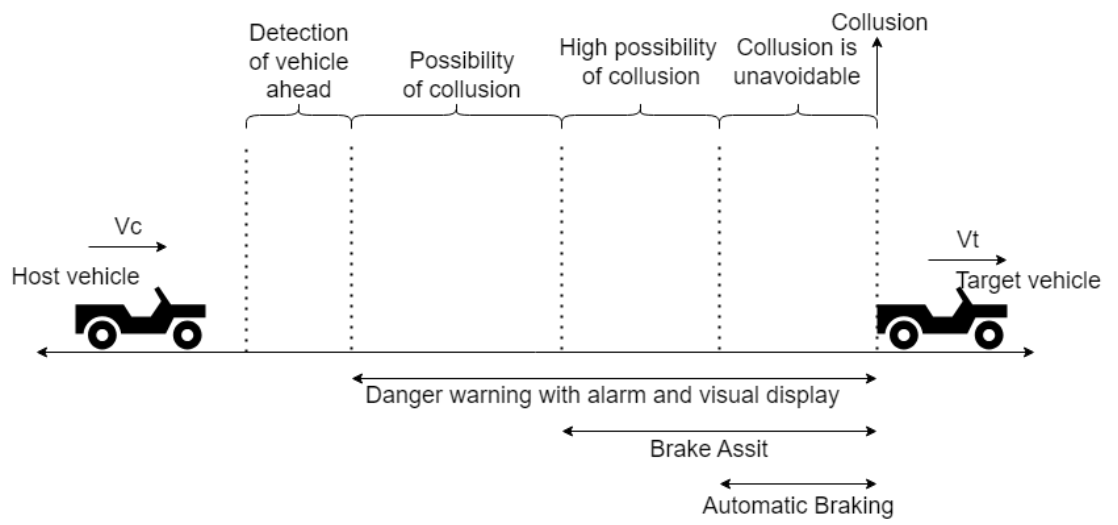 Collusion
Detection
of vehicle
ahead
Possibility
of collusion
High possibility
of collusion
Collusion is
unavoidable
Vc
Host vehicle
Vt
Target vehicle
Danger warning with alarm and visual display
Brake Assit
Automatic Braking